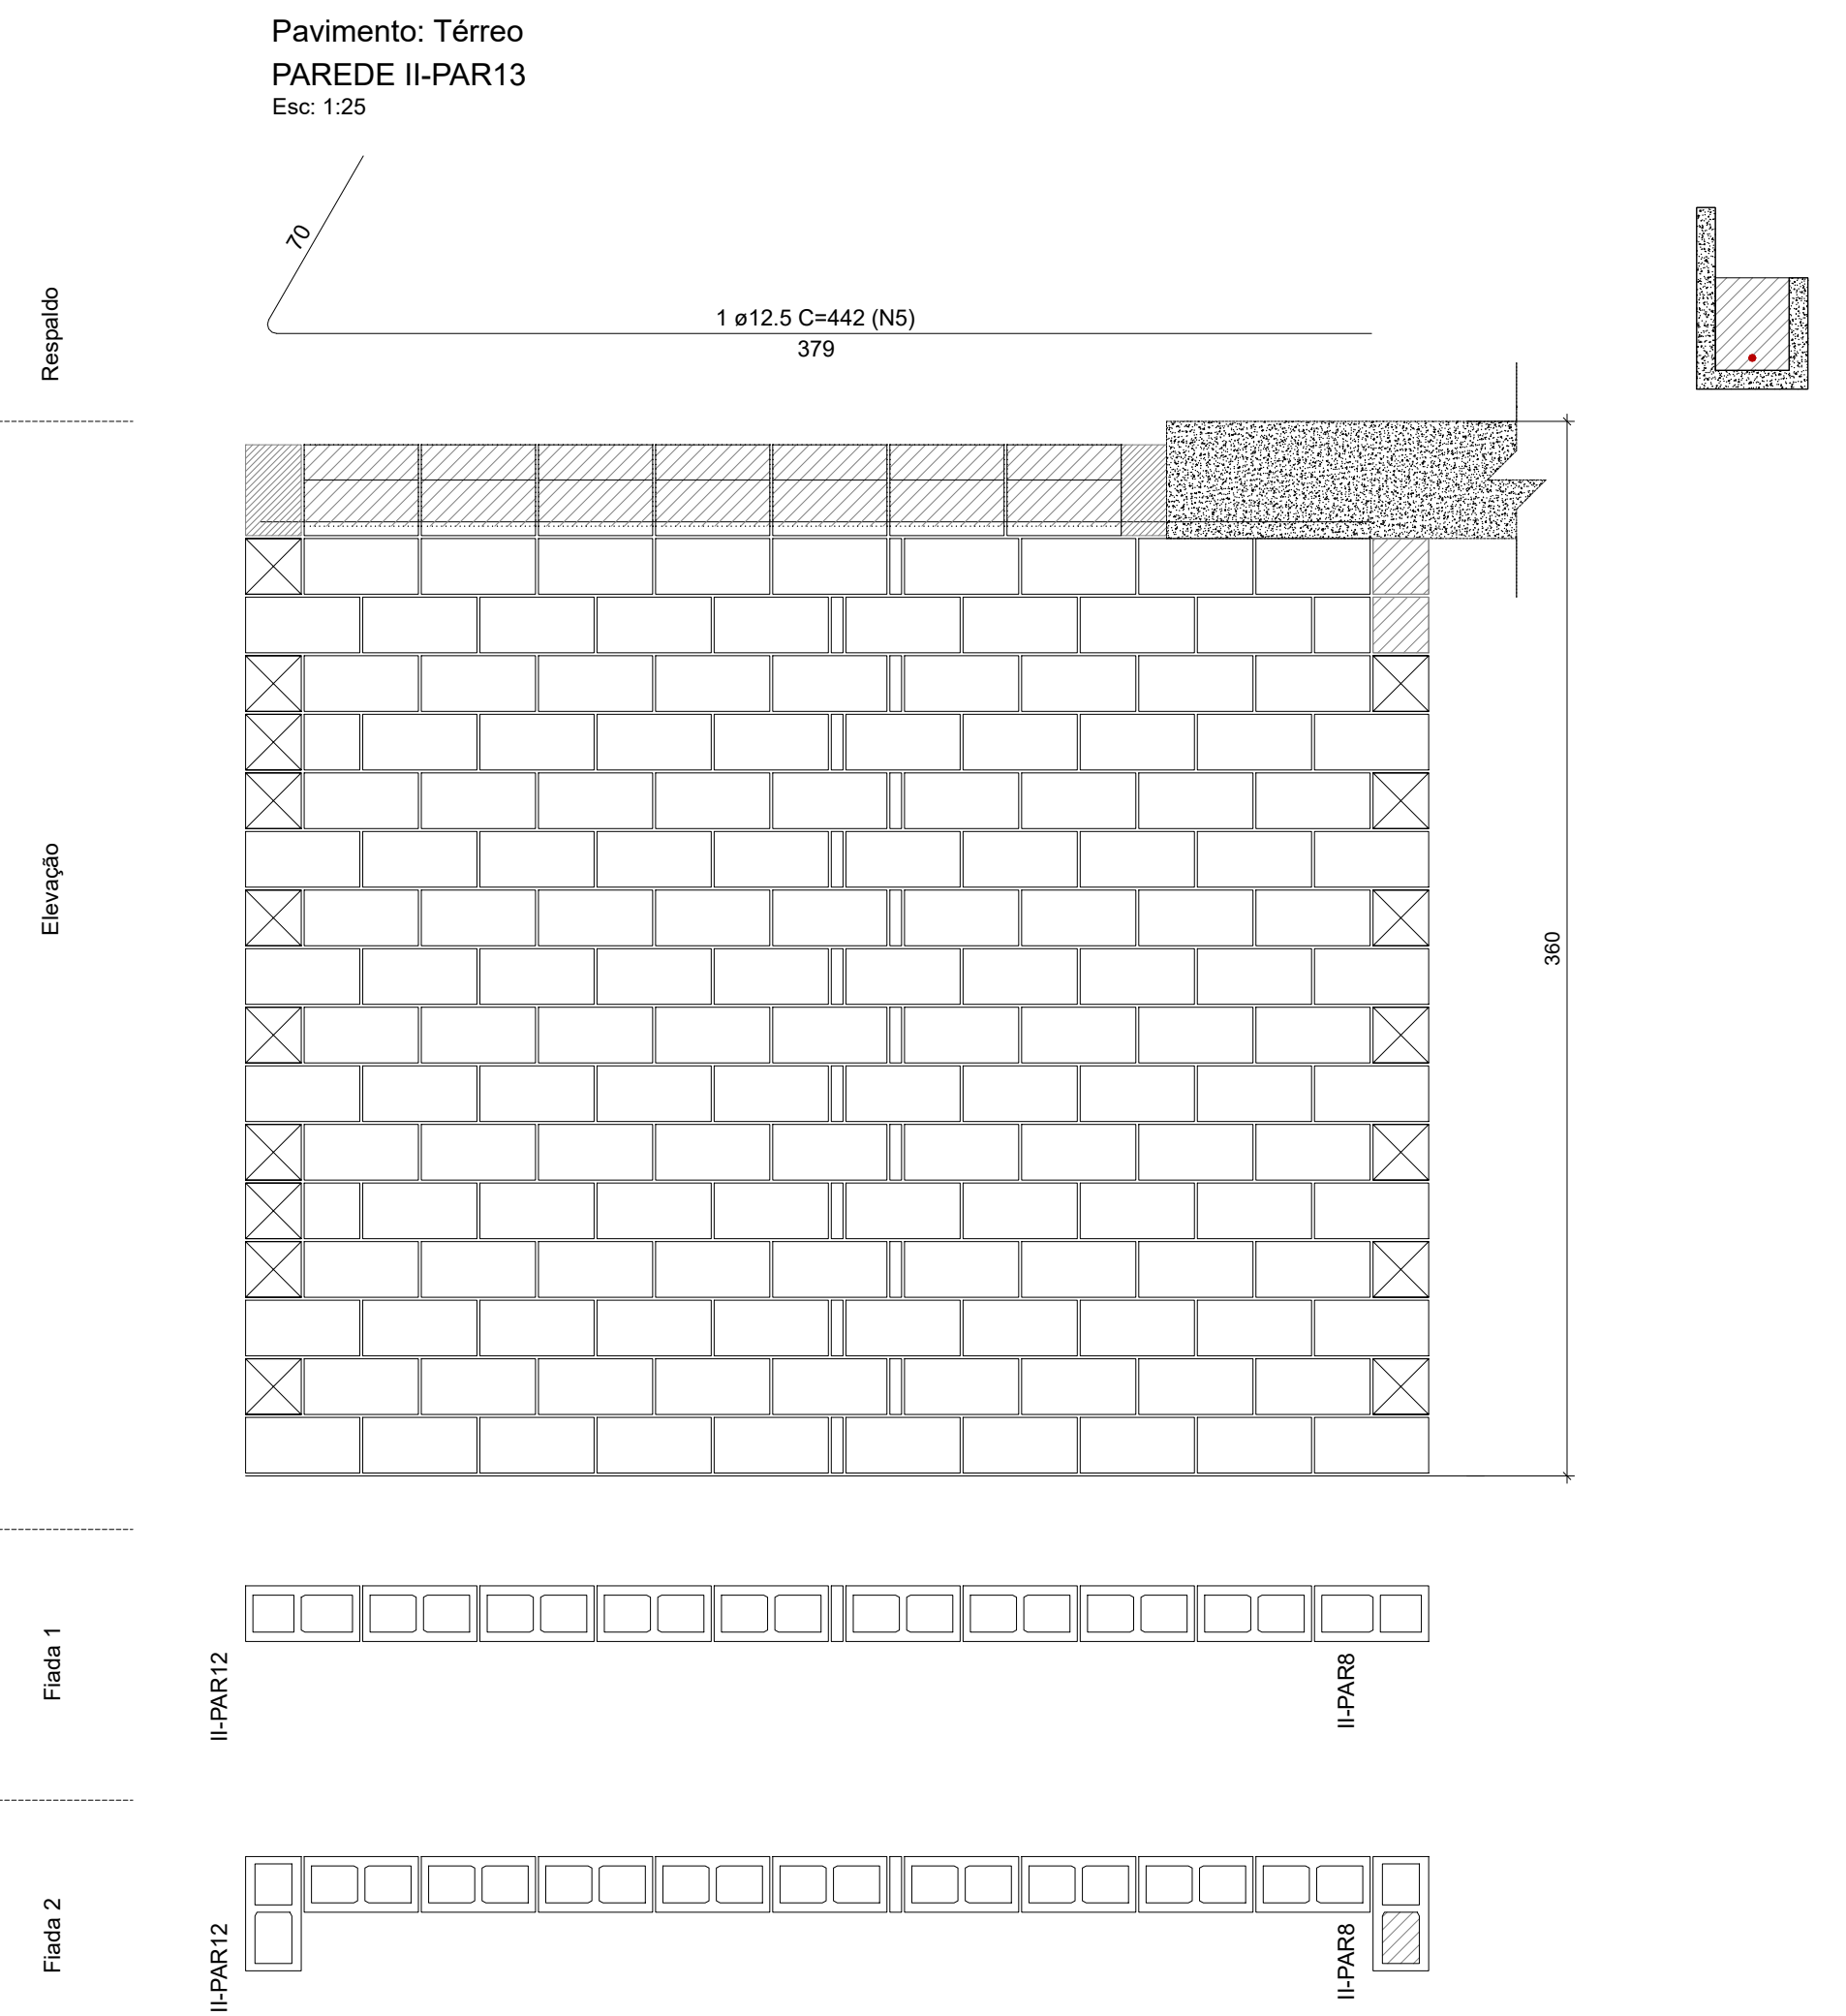 Pavimento: Térreo
PAREDE II-PAR13
Esc: 1:25
70
1 ø12.5 C=442 (N5)
379
Respaldo
Elevação
360
Fiada 1
II-PAR12
II-PAR8
Fiada 2
II-PAR12
II-PAR8